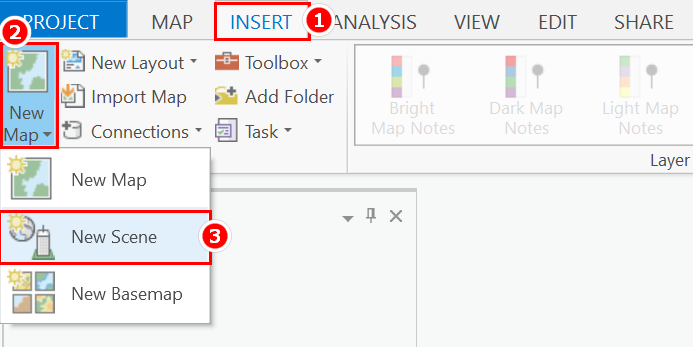 PROJECT MAP INSERT 1 ANALYSIS VIEW EDIT SHARE
2
New Map
New Layout
Import Map
Connections
Toolbox
Add Folder
Task
Bright
Map Notes
Dark Map
Notes
Light Map
Notes
Layer
New Map
New Scene 3
New Basemap